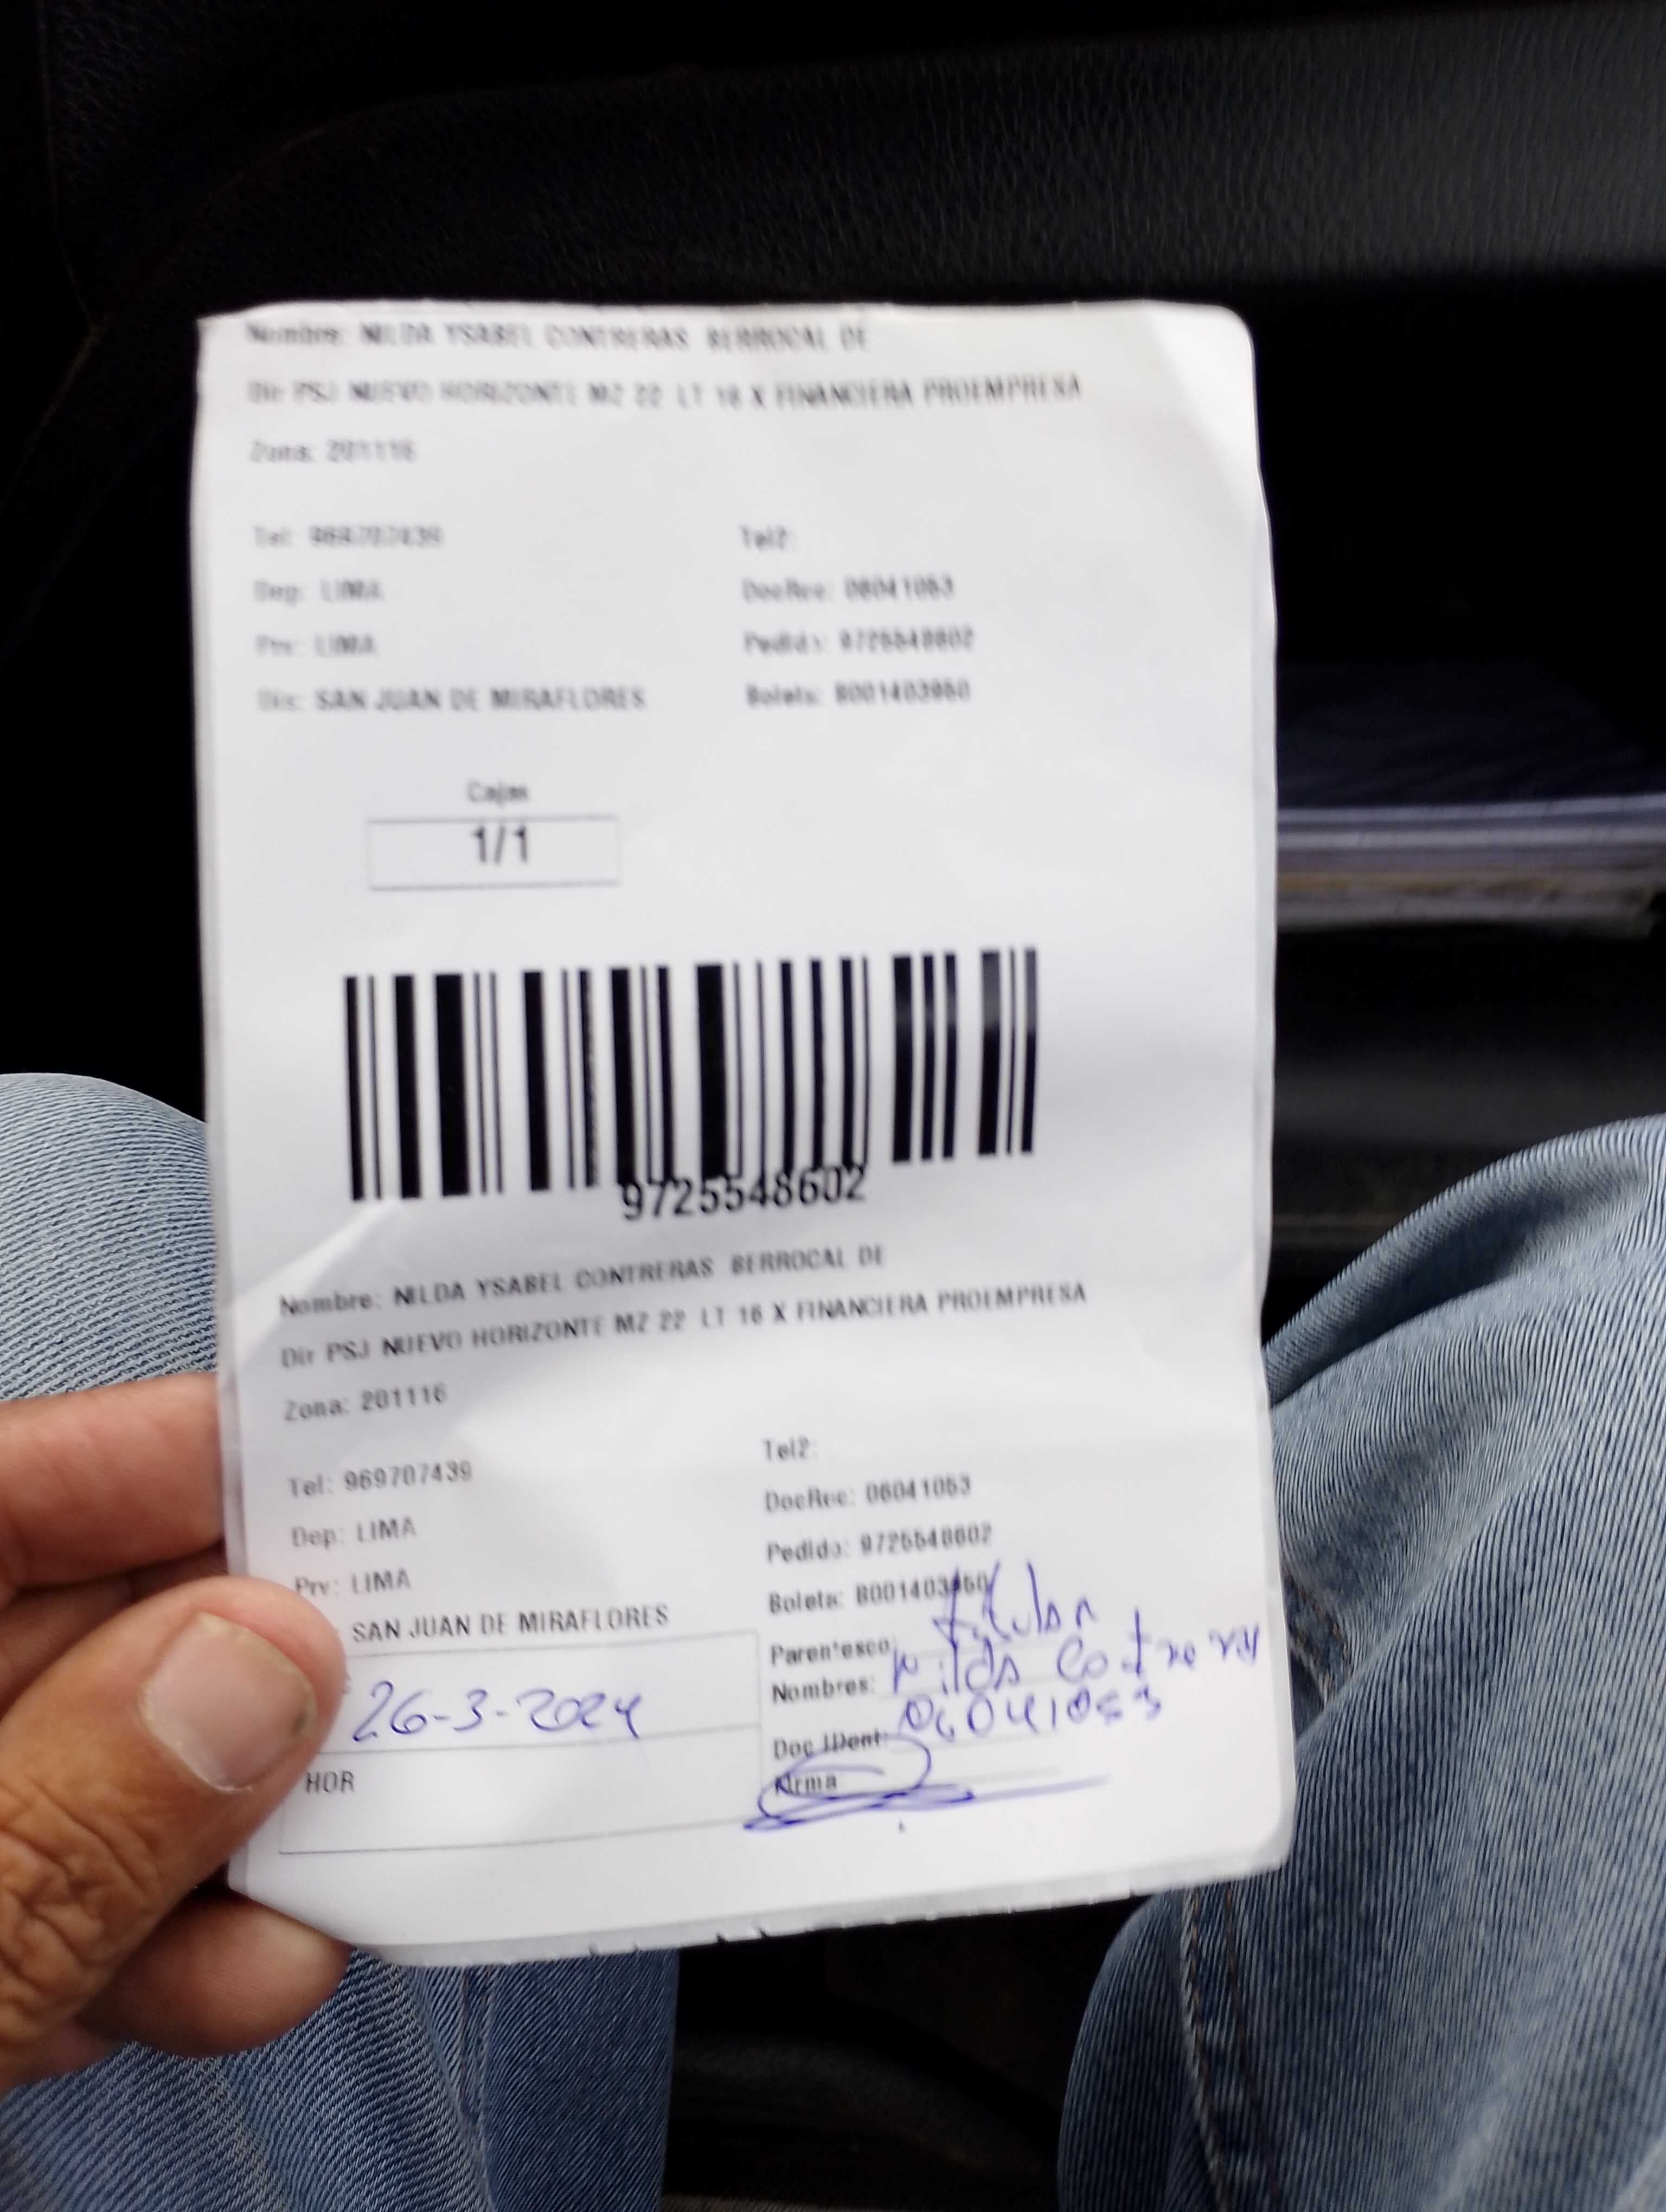 Nombre: NILDA YSABEL CONTRERAS BERROCAL DE
Dir PSJ NUEVO HORIZONTE MZ 22 LT 16 X FINANCIERA PROEMPRESA
Zona: 201116
Tel: 969707439 Tel2:
Dep: LIMA DocRec: 06041053
Prv: LIMA Pedido: 9725548602
Dis: SAN JUAN DE MIRAFLORES Boleta: B001403960
Cajas
1/1
9725548602
Nombre: NILDA YSABEL CONTRERAS BERROCAL DE
Dir PSJ NUEVO HORIZONTE MZ 22 LT 16 X FINANCIERA PROEMPRESA
Zona: 201116
Tel: 969707439 Tel2:
Dep: LIMA DocRec: 06041053
Prv: LIMA Pedido: 9725548602
SAN JUAN DE MIRAFLORES Boleta: B001403960
Parentesco: titular
Nombres: nilda Contreras
26-3-2024 Doc IDent: 06041053
HOR Firma